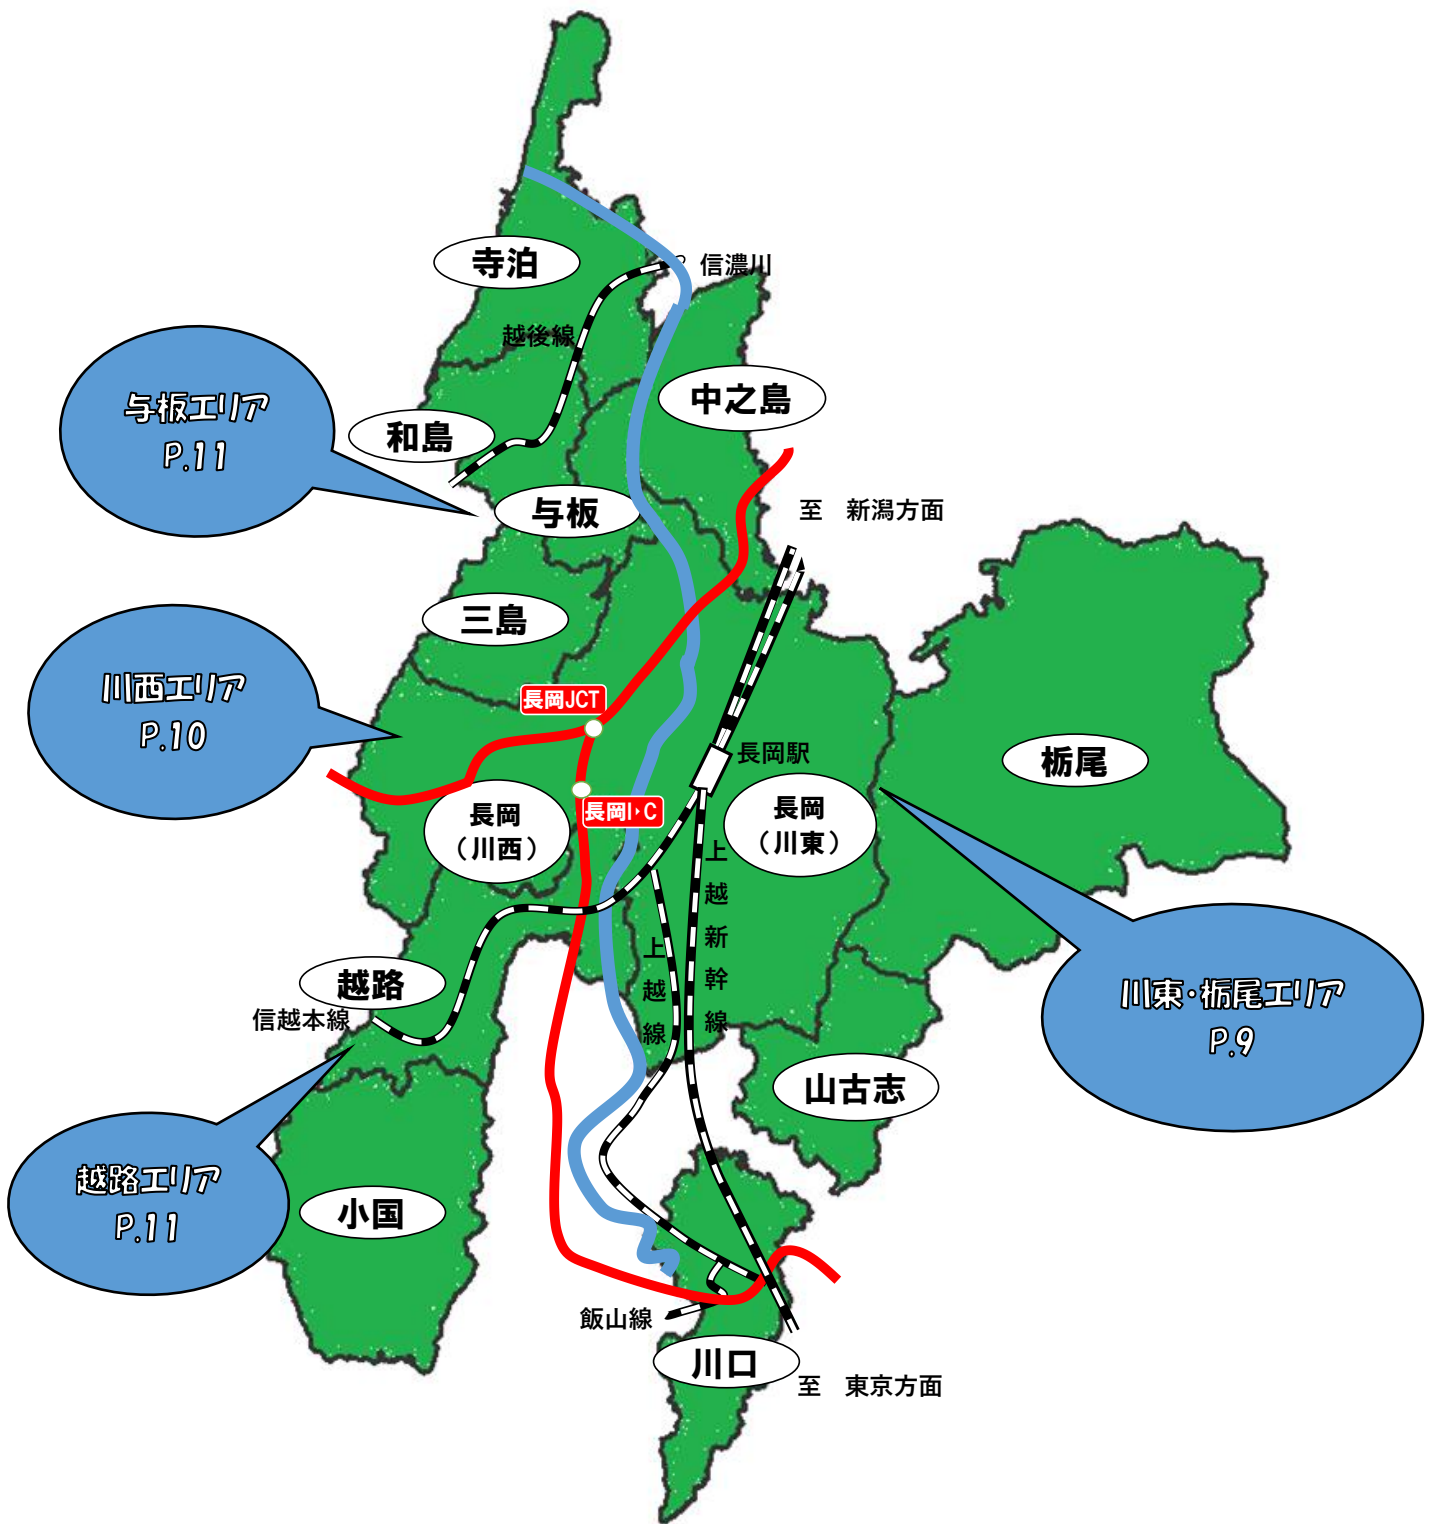 寺泊
信濃川
越後線
中之島
与板エリア
P.11
和島
与板
至　新潟方面
三島
川西エリア
P.10
長岡JCT
長岡駅
栃尾
長岡I・C
長岡
（川西）
長岡
（川東）
上越新幹線
上越線
越路
信越本線
川東・栃尾エリア
P.9
山古志
越路エリア
P.11
小国
飯山線
川口
至　東京方面